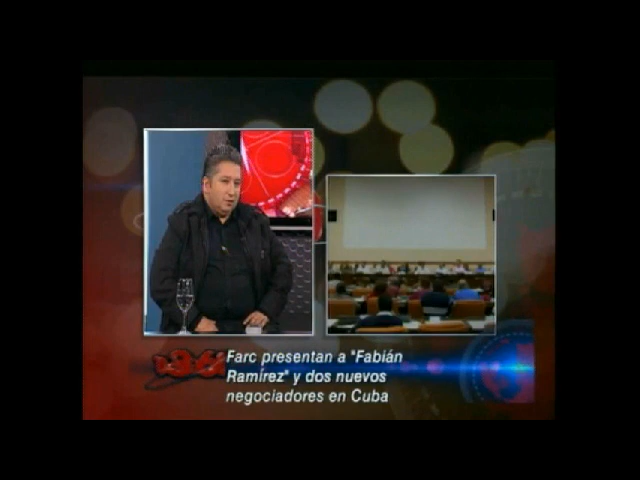 Farc presentan a "Fabián
Ramírez" y dos nuevos
negociadores en Cuba